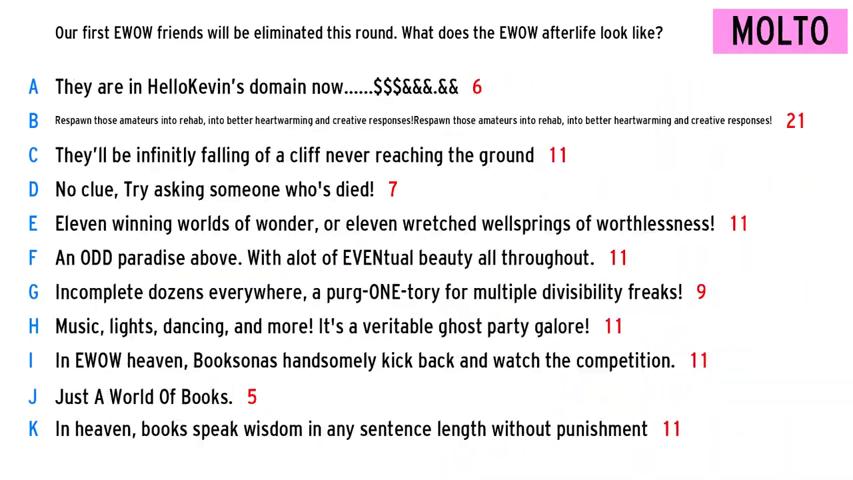 Our first EWOW friends will be eliminated this round. What does the EWOW afterlife look like?
MOLTO
A They are in HelloKevin's domain now......$$$&&&.&& 6
B Respawn those amateurs into rehab, into better heartwarming and creative responses!Respawn those amateurs into rehab, into better heartwarming and creative responses! 21
C They'll be infinitly falling of a cliff never reaching the ground 11
D No clue, Try asking someone who's died! 7
E Eleven winning worlds of wonder, or eleven wretched wellsprings of worthlessness! 11
F An ODD paradise above. With alot of EVENtual beauty all throughout. 11
G Incomplete dozens everywhere, a purg-ONE-tory for multiple divisibility freaks! 9
H Music, lights, dancing, and more! It's a veritable ghost party galore! 11
I In EWOW heaven, Booksonas handsomely kick back and watch the competition. 11
J Just A World Of Books. 5
K In heaven, books speak wisdom in any sentence length without punishment 11